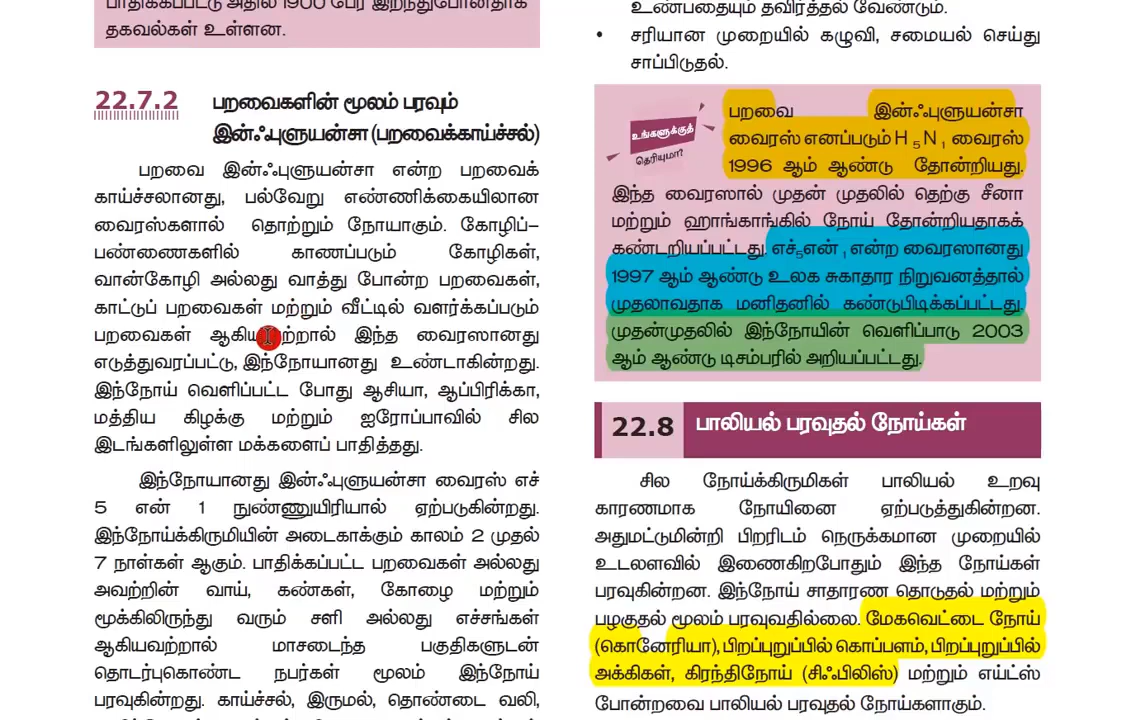 பாதிக்கப்பட்டு அதில் 1900 பேர் இறந்துபோனதாக
தகவல்கள் உள்ளன.
22.7.2 பறவைகளின் மூலம் பரவும்
இன்ஃபுளுயன்சா (பறவைக்காய்ச்சல்)
பறவை இன்ஃபுளுயன்சா என்ற பறவைக்
காய்ச்சலானது, பல்வேறு எண்ணிக்கையிலான
வைரஸ்களால் தொற்றும் நோயாகும். கோழிப்–
பண்ணைகளில் காணப்படும் கோழிகள்,
வான்கோழி அல்லது வாத்து போன்ற பறவைகள்,
காட்டுப் பறவைகள் மற்றும் வீட்டில் வளர்க்கப்படும்
பறவைகள் ஆகியவற்றால் இந்த வைரஸானது
எடுத்துவரப்பட்டு, இந்நோயானது உண்டாகின்றது.
இந்நோய் வெளிப்பட்ட போது ஆசியா, ஆப்பிரிக்கா,
மத்திய கிழக்கு மற்றும் ஐரோப்பாவில் சில
இடங்களிலுள்ள மக்களைப் பாதித்தது.
இந்நோயானது இன்ஃபுளுயன்சா வைரஸ் எச்
5 என் 1 நுண்ணுயிரியால் ஏற்படுகின்றது.
இந்நோய்க்கிருமியின் அடைகாக்கும் காலம் 2 முதல்
7 நாள்கள் ஆகும். பாதிக்கப்பட்ட பறவைகள் அல்லது
அவற்றின் வாய், கண்கள், கோழை மற்றும்
மூக்கிலிருந்து வரும் சளி அல்லது எச்சங்கள்
ஆகியவற்றால் மாசடைந்த பகுதிகளுடன்
தொடர்புகொண்ட நபர்கள் மூலம் இந்நோய்
பரவுகின்றது. காய்ச்சல், இருமல், தொண்டை வலி,
உண்பதையும் தவிர்த்தல் வேண்டும்.
• சரியான முறையில் கழுவி, சமையல் செய்து
சாப்பிடுதல்.
உங்களுக்குத்
தெரியுமா?
பறவை இன்ஃபுளுயன்சா
வைரஸ் எனப்படும் H₅N₁ வைரஸ்
1996 ஆம் ஆண்டு தோன்றியது.
இந்த வைரஸால் முதன் முதலில் தெற்கு சீனா
மற்றும் ஹாங்காங்கில் நோய் தோன்றியதாகக்
கண்டறியப்பட்டது. எச்₅என்₁ என்ற வைரஸானது
1997 ஆம் ஆண்டு உலக சுகாதார நிறுவனத்தால்
முதலாவதாக மனிதனில் கண்டுபிடிக்கப்பட்டது.
முதன்முதலில் இந்நோயின் வெளிப்பாடு 2003
ஆம் ஆண்டு டிசம்பரில் அறியப்பட்டது.
22.8 பாலியல் பரவுதல் நோய்கள்
சில நோய்க்கிருமிகள் பாலியல் உறவு
காரணமாக நோயினை ஏற்படுத்துகின்றன.
அதுமட்டுமின்றி பிறரிடம் நெருக்கமான முறையில்
உடலளவில் இணைகிறபோதும் இந்த நோய்கள்
பரவுகின்றன. இந்நோய் சாதாரண தொடுதல் மற்றும்
பழகுதல் மூலம் பரவுவதில்லை. மேகவெட்டை நோய்
(கொனேரியா), பிறப்புறுப்பில் கொப்பளம், பிறப்புறுப்பில்
அக்கிகள், கிரந்திநோய் (சிஃபிலிஸ்) மற்றும் எய்ட்ஸ்
போன்றவை பாலியல் பரவுதல் நோய்களாகும்.